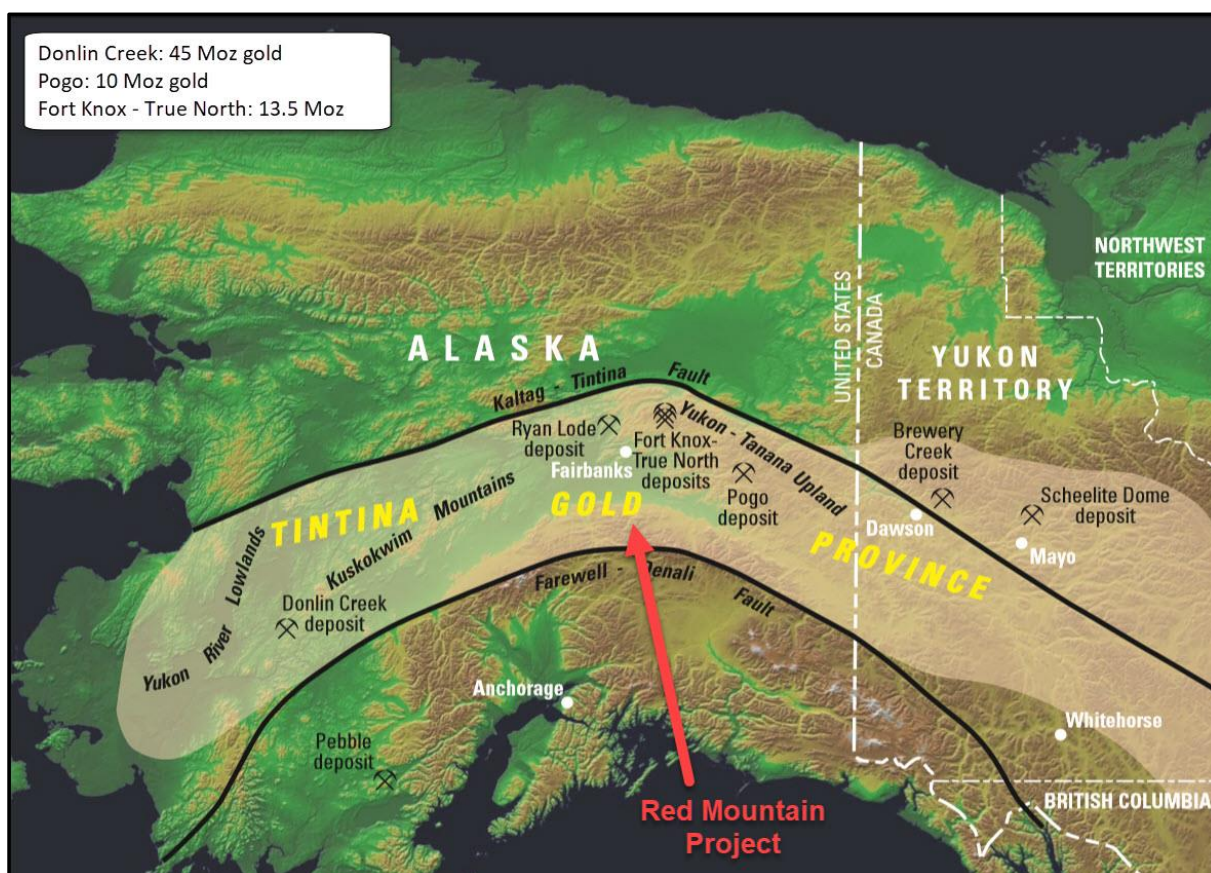 Donlin Creek: 45 Moz gold
Pogo: 10 Moz gold
Fort Knox - True North: 13.5 Moz
NORTHWEST
TERRITORIES
UNITED STATES
CANADA
ALASKA
YUKON
TERRITORY
Kaltag - Tintina Fault
Ryan Lode
deposit
Fairbanks
Fort Knox-
True North
deposits
Yukon - Tanana Upland
Pogo
deposit
Brewery
Creek
deposit
Scheelite Dome
deposit
Dawson
Mayo
TINTINA GOLD PROVINCE
Kuskokwim Mountains
Yukon River Lowlands
Donlin Creek
deposit
Farewell - Denali Fault
Anchorage
Whitehorse
Pebble
deposit
BRITISH COLUMBIA
Red Mountain
Project